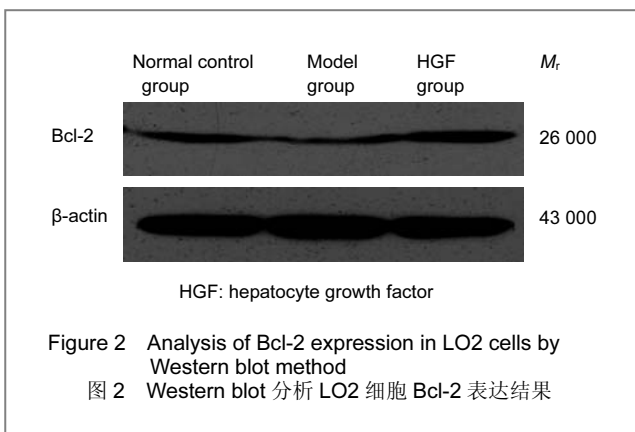 Normal control group
Model group
HGF group
Mr
Bcl-2
26 000
β-actin
43 000
HGF: hepatocyte growth factor
Figure 2 Analysis of Bcl-2 expression in LO2 cells by
Western blot method
图 2 Western blot 分析 LO2 细胞 Bcl-2 表达结果